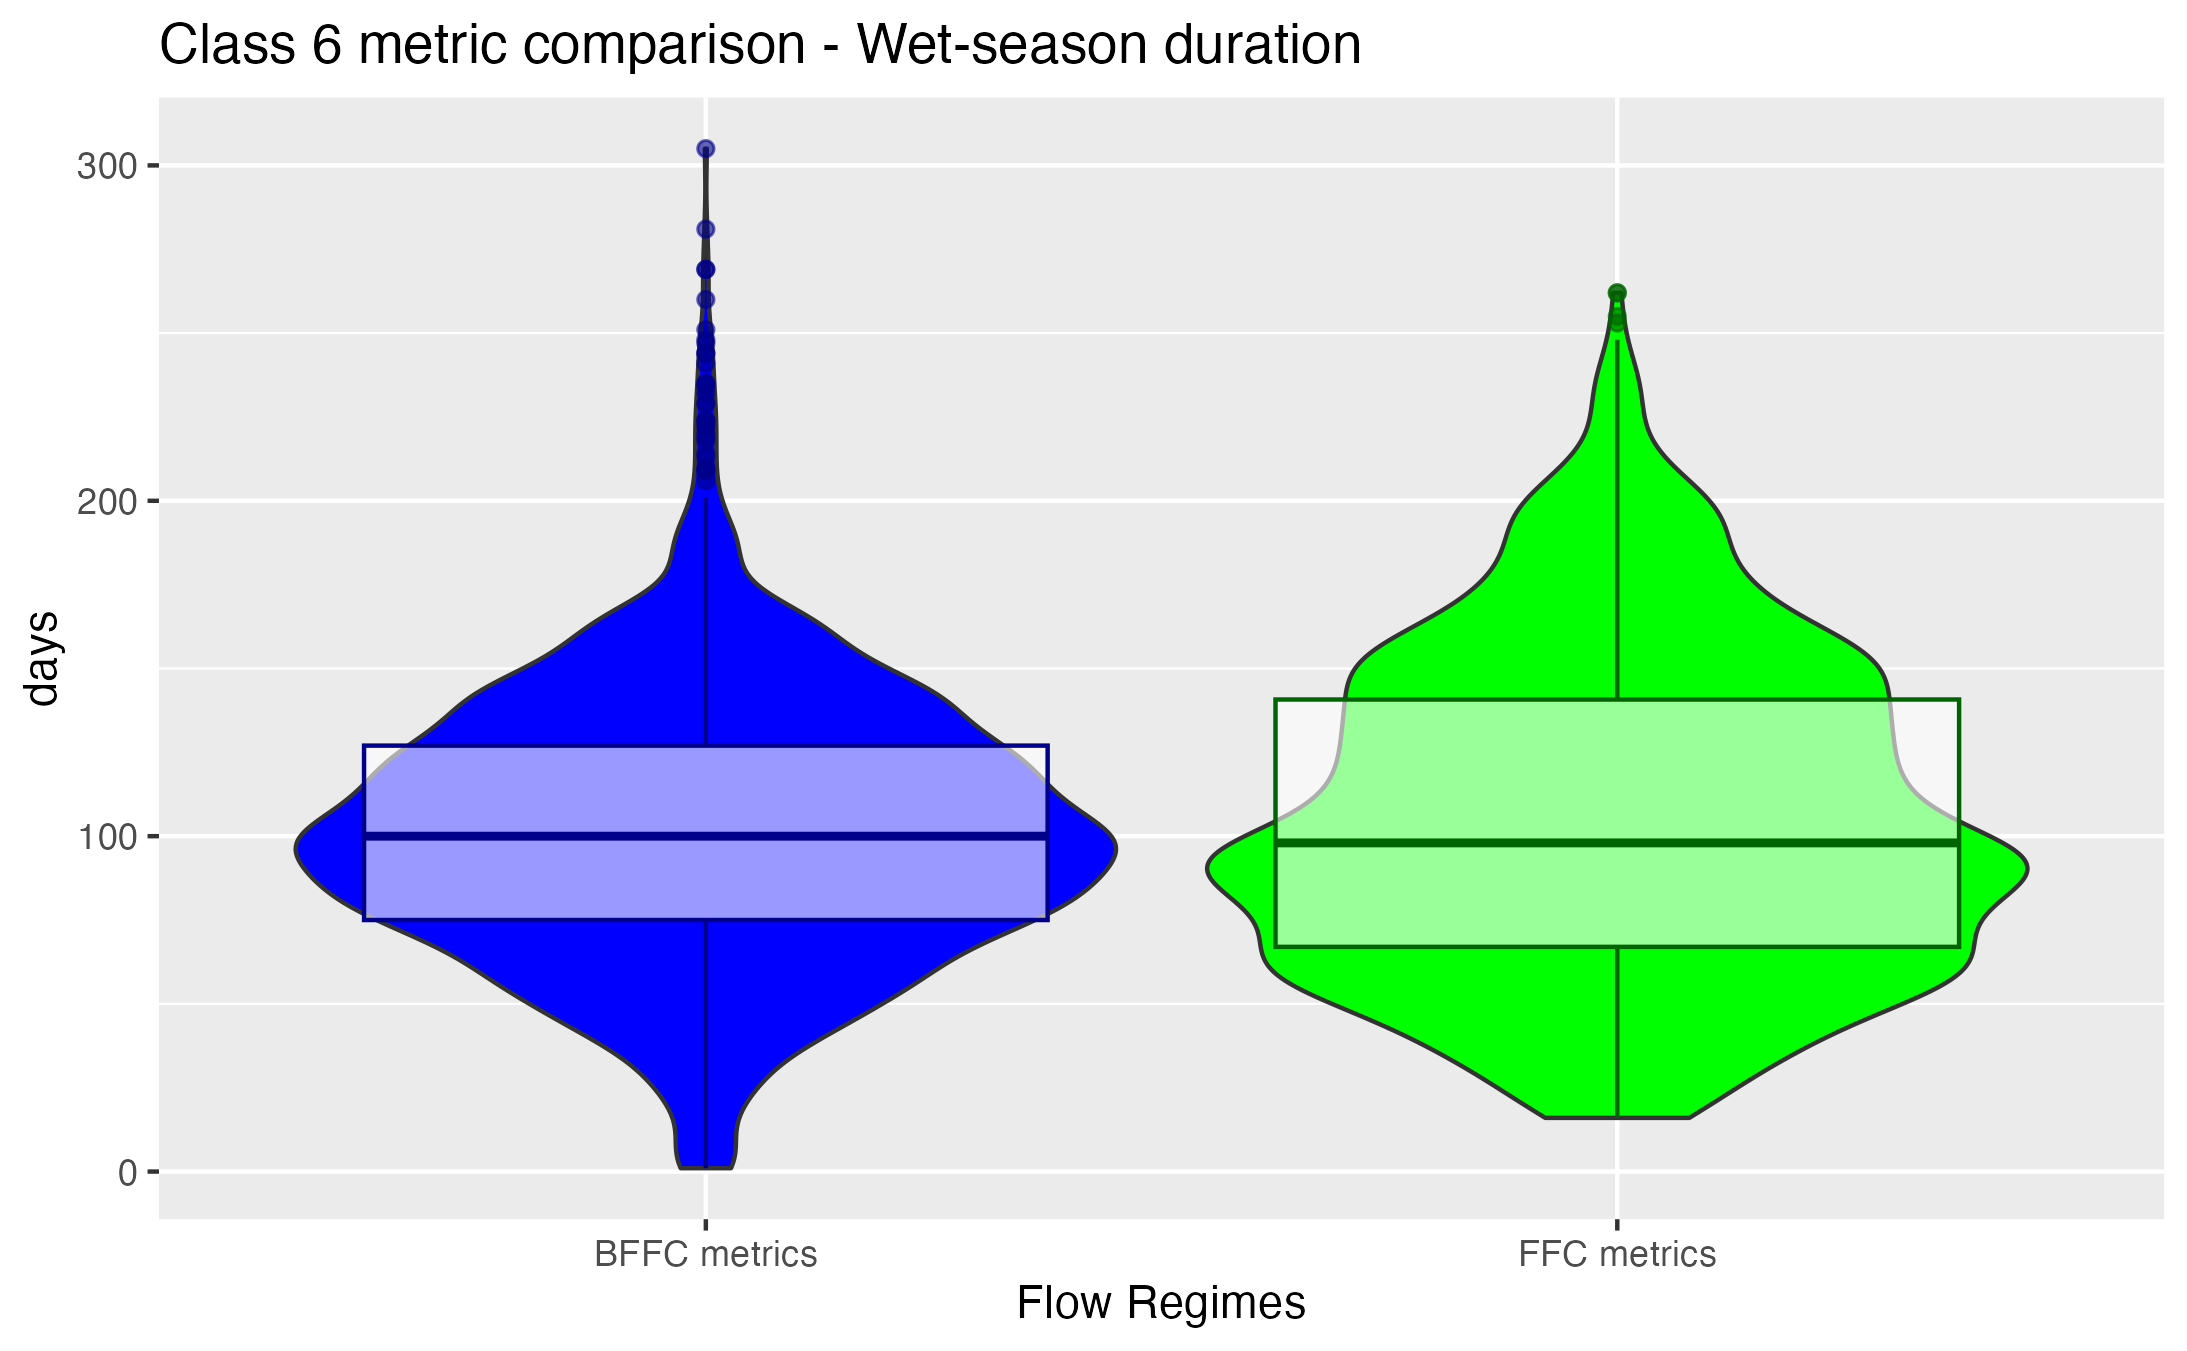 Class 6 metric comparison - Wet-season duration
300
200
100
0
days
BFFC metrics
FFC metrics
Flow Regimes